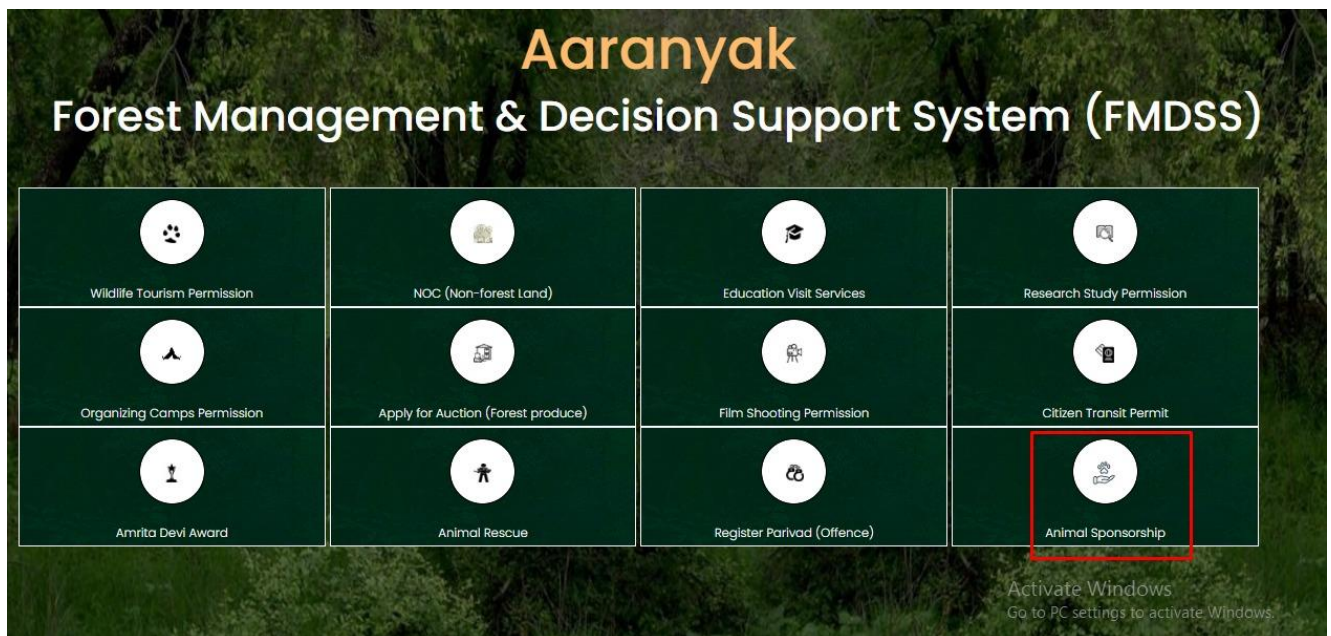 Aaranyak
Forest Management & Decision Support System (FMDSS)
Wildlife Tourism Permission
NOC (Non-forest Land)
Education Visit Services
Research Study Permission
Organizing Camps Permission
Apply for Auction (Forest produce)
Film Shooting Permission
Citizen Transit Permit
Amrita Devi Award
Animal Rescue
Register Parivad (Offence)
Animal Sponsorship
Activate Windows
Go to PC settings to activate Windows.